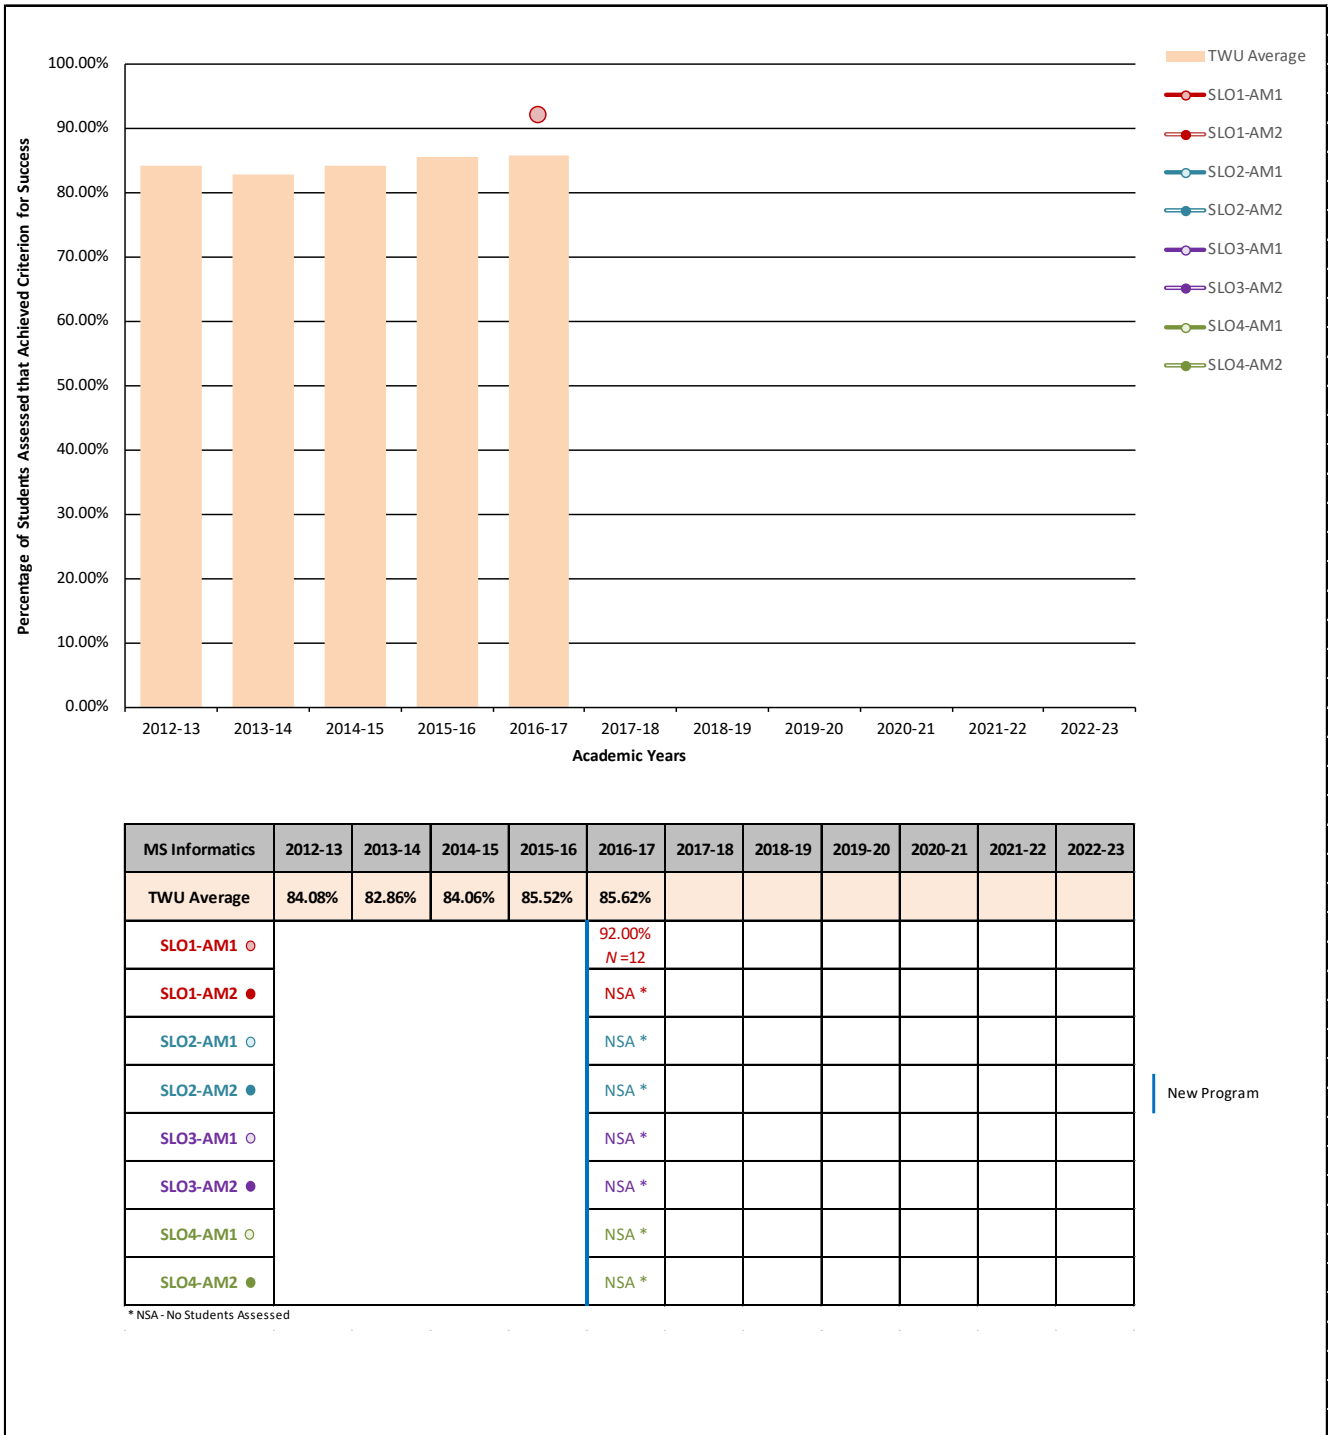 100.00%
90.00%
80.00%
70.00%
60.00%
50.00%
40.00%
30.00%
20.00%
10.00%
0.00%
Percentage of Students Assessed that Achieved Criterion for Success
2012-13 2013-14 2014-15 2015-16 2016-17 2017-18 2018-19 2019-20 2020-21 2021-22 2022-23
Academic Years
TWU Average
SLO1-AM1
SLO1-AM2
SLO2-AM1
SLO2-AM2
SLO3-AM1
SLO3-AM2
SLO4-AM1
SLO4-AM2
MS Informatics 2012-13 2013-14 2014-15 2015-16 2016-17 2017-18 2018-19 2019-20 2020-21 2021-22 2022-23
TWU Average 84.08% 82.86% 84.06% 85.52% 85.62%
SLO1-AM1 92.00%
N =12
SLO1-AM2 NSA *
SLO2-AM1 NSA *
SLO2-AM2 NSA *
SLO3-AM1 NSA *
SLO3-AM2 NSA *
SLO4-AM1 NSA *
SLO4-AM2 NSA *
New Program
* NSA - No Students Assessed